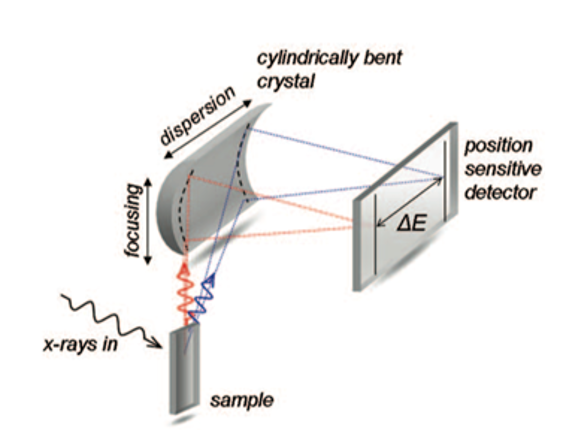 cylindrically bent
crystal
dispersion
focusing
position
sensitive
detector
ΔE
x-rays in
sample